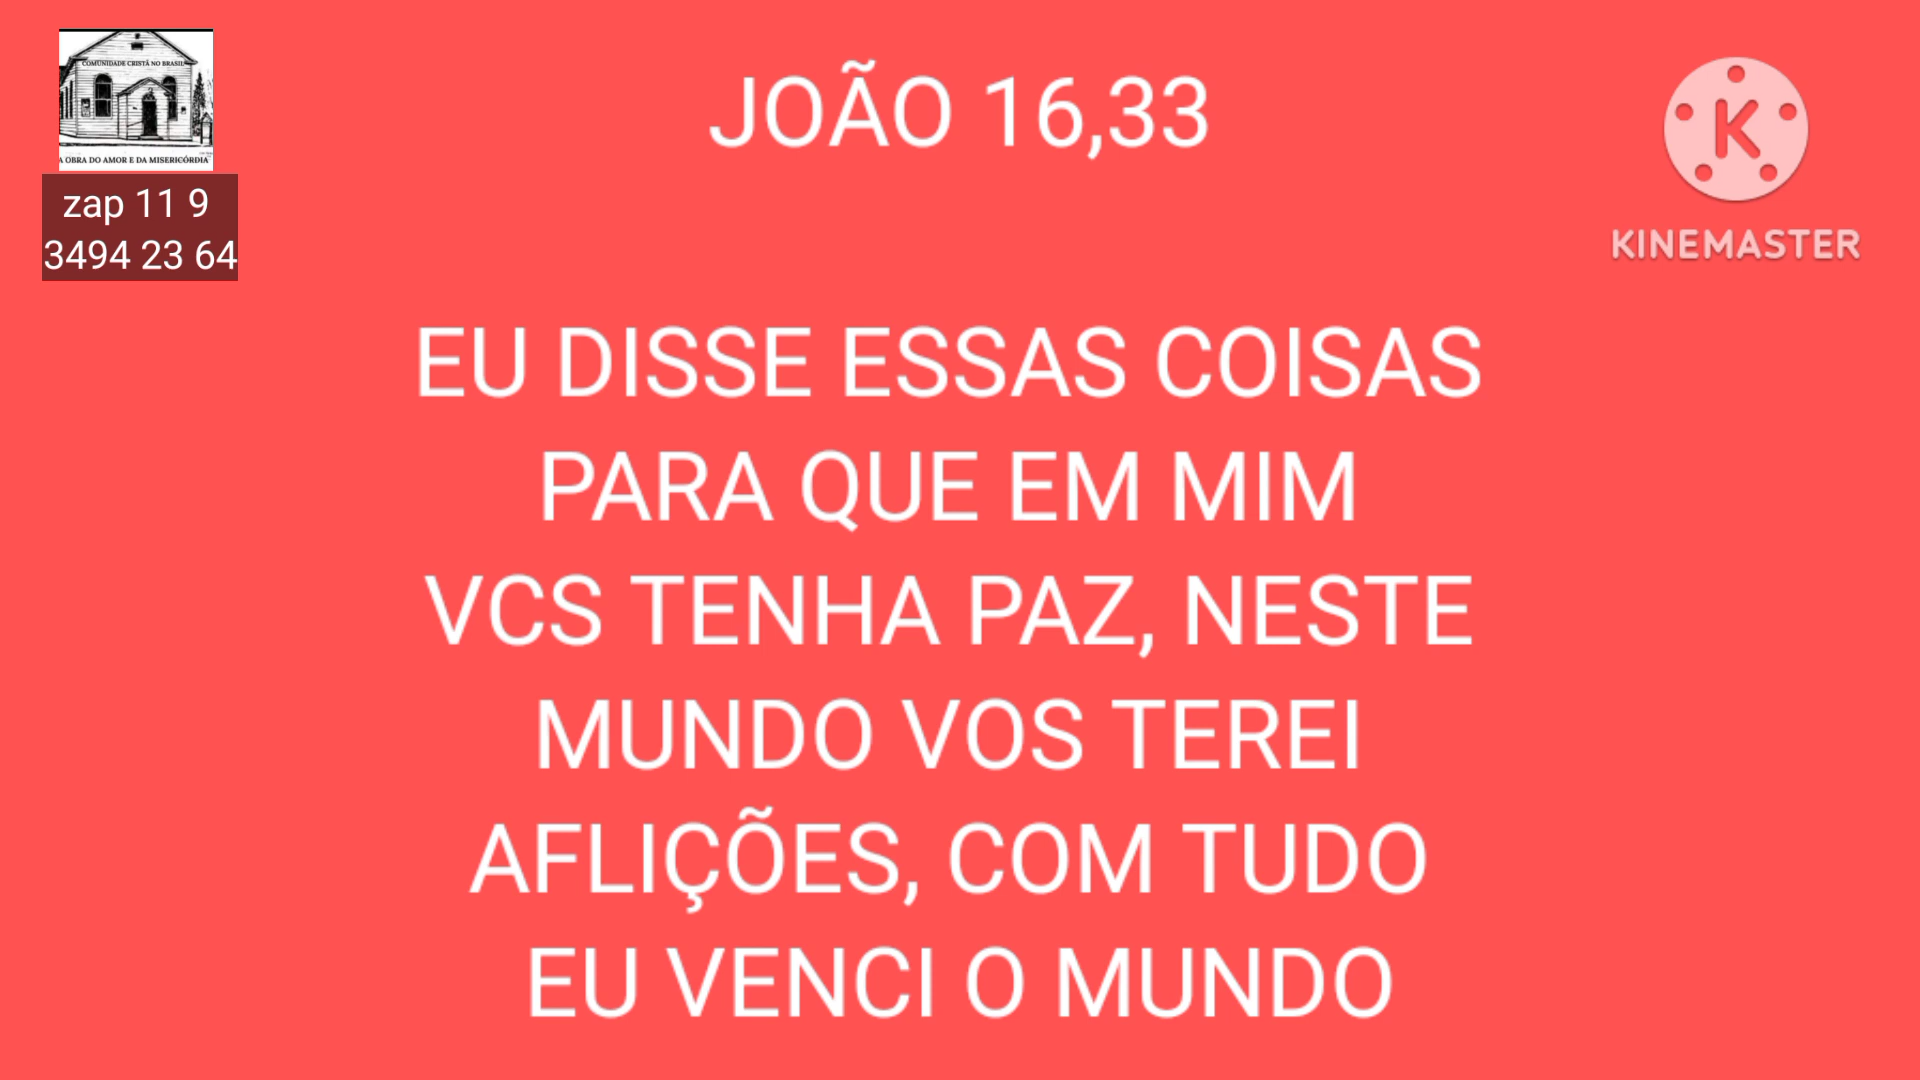 COMUNIDADE CRISTÃ NO BRASIL
A OBRA DO AMOR E DA MISERICÓRDIA
zap 11 9
3494 23 64
JOÃO 16,33
KINEMASTER
EU DISSE ESSAS COISAS
PARA QUE EM MIM
VCS TENHA PAZ, NESTE
MUNDO VOS TEREI
AFLIÇÕES, COM TUDO
EU VENCI O MUNDO